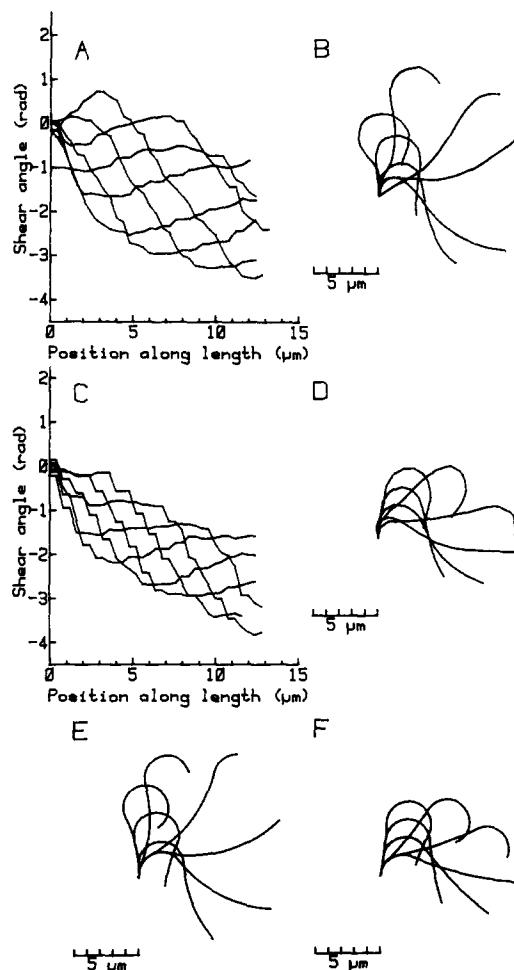 A
B
Shear angle (rad)
2
1
0
-1
-2
-3
-4
0 5 10 15
Position along length (µm)
5 µm
C
D
Shear angle (rad)
2
1
0
-1
-2
-3
-4
0 5 10 15
Position along length (µm)
5 µm
E
F
5 µm
5 µm